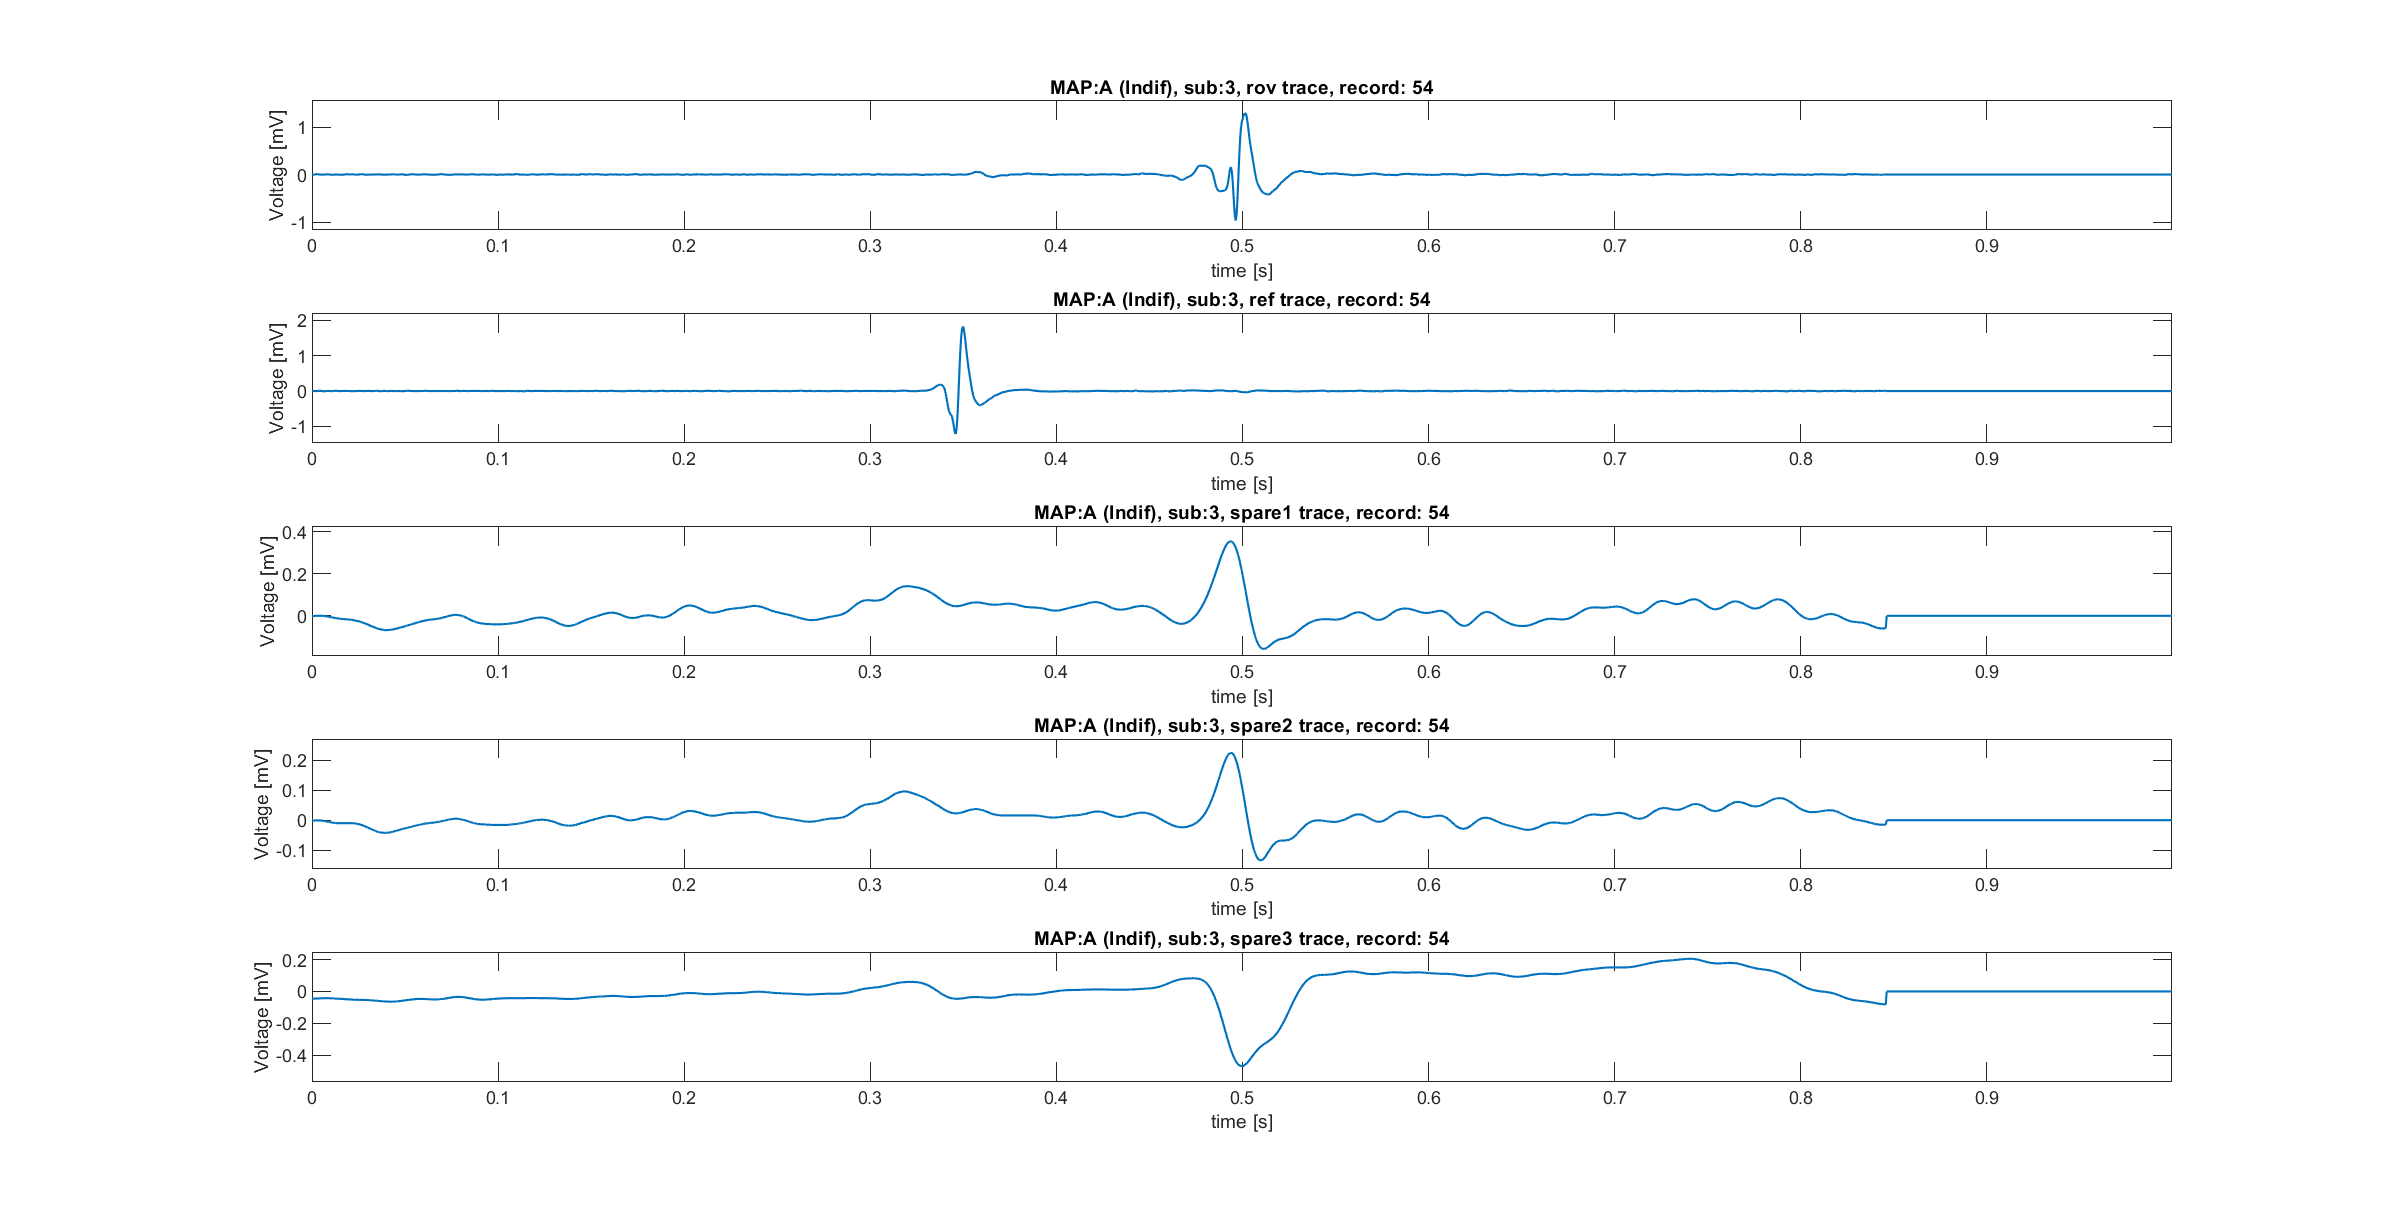 MAP:A (Indif), sub:3, rov trace, record: 54
Voltage [mV]
1
0
-1
0 0.1 0.2 0.3 0.4 0.5 0.6 0.7 0.8 0.9
time [s]
MAP:A (Indif), sub:3, ref trace, record: 54
Voltage [mV]
2
1
0
-1
0 0.1 0.2 0.3 0.4 0.5 0.6 0.7 0.8 0.9
time [s]
MAP:A (Indif), sub:3, spare1 trace, record: 54
Voltage [mV]
0.4
0.2
0
0 0.1 0.2 0.3 0.4 0.5 0.6 0.7 0.8 0.9
time [s]
MAP:A (Indif), sub:3, spare2 trace, record: 54
Voltage [mV]
0.2
0.1
0
-0.1
0 0.1 0.2 0.3 0.4 0.5 0.6 0.7 0.8 0.9
time [s]
MAP:A (Indif), sub:3, spare3 trace, record: 54
Voltage [mV]
0.2
0
-0.2
-0.4
0 0.1 0.2 0.3 0.4 0.5 0.6 0.7 0.8 0.9
time [s]